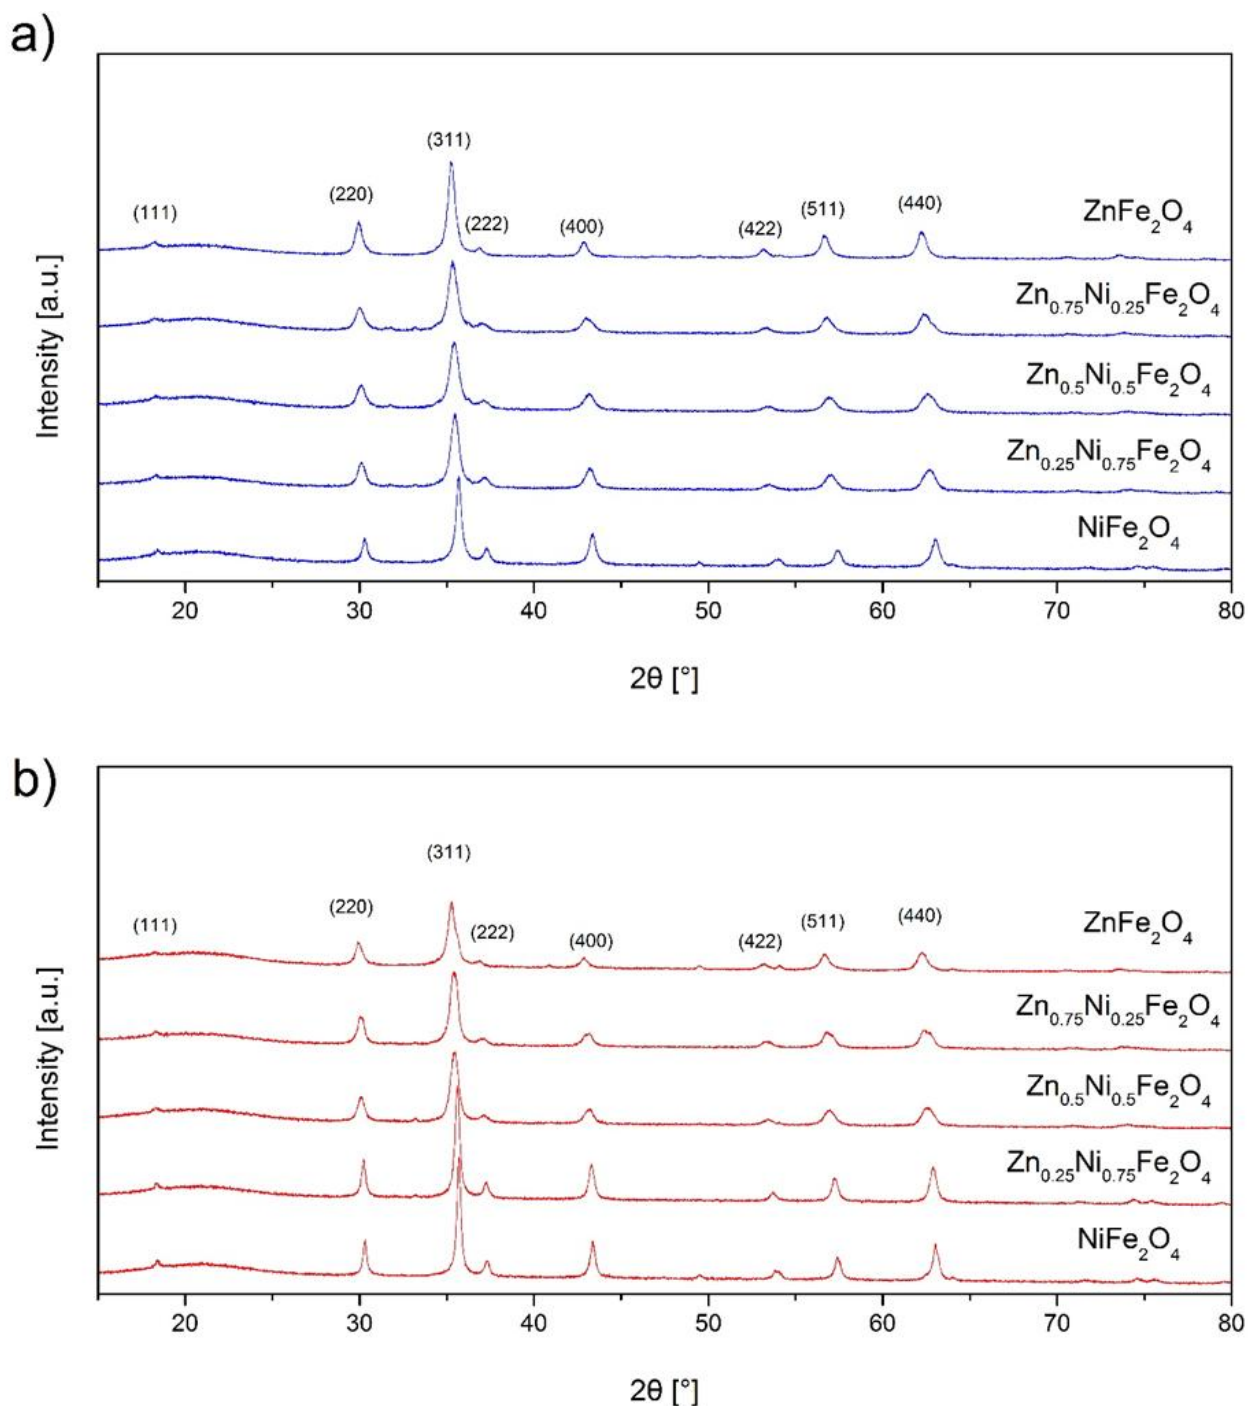 a)
(311)
(220)
(111)
(222)
(400)
(422)
(511)
(440)
ZnFe₂O₄
Zn₀.₇₅Ni₀.₂₅Fe₂O₄
Zn₀.₅Ni₀.₅Fe₂O₄
Zn₀.₂₅Ni₀.₇₅Fe₂O₄
NiFe₂O₄
Intensity [a.u.]
20 30 40 50 60 70 80
2θ [°]
b)
(311)
(220)
(111)
(222)
(400)
(422)
(511)
(440)
ZnFe₂O₄
Zn₀.₇₅Ni₀.₂₅Fe₂O₄
Zn₀.₅Ni₀.₅Fe₂O₄
Zn₀.₂₅Ni₀.₇₅Fe₂O₄
NiFe₂O₄
Intensity [a.u.]
20 30 40 50 60 70 80
2θ [°]